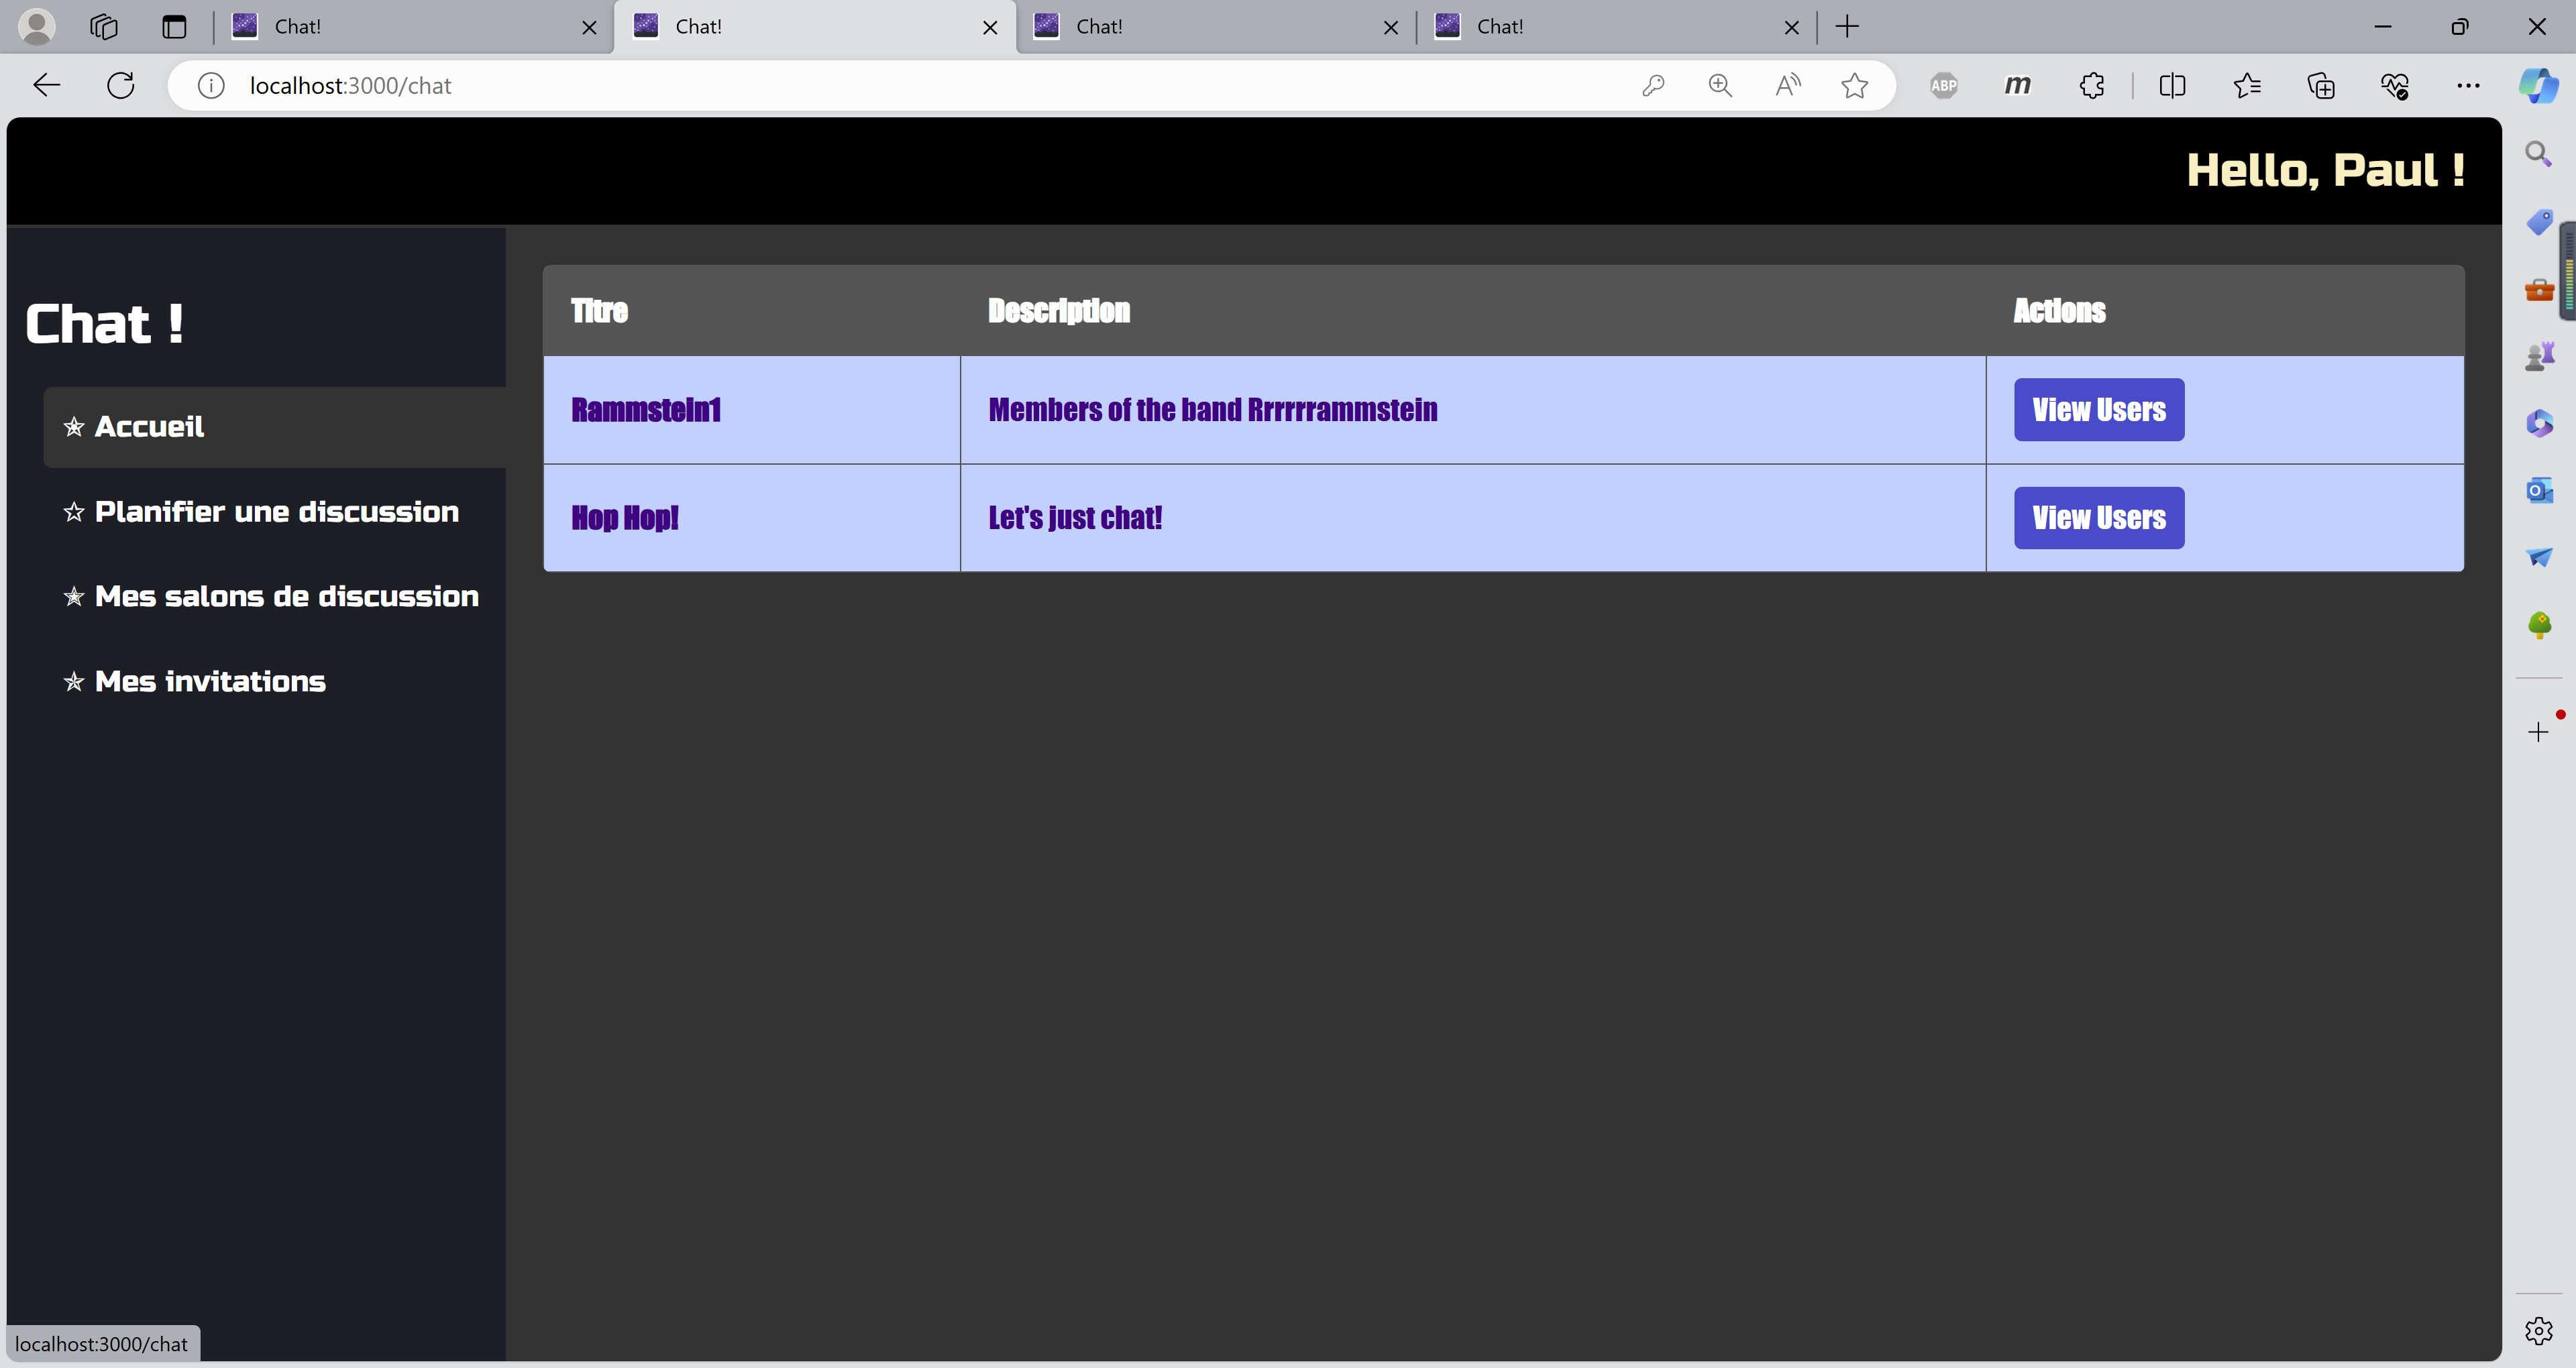 Chat!
Chat!
Chat!
Chat!
localhost:3000/chat
ABP
m
Hello, Paul !
Chat !
✭ Accueil
☆ Planifier une discussion
✭ Mes salons de discussion
✯ Mes invitations
Titre Description Actions
Rammstein1 Members of the band Rrrrrrammstein View Users
Hop Hop! Let's just chat! View Users
localhost:3000/chat